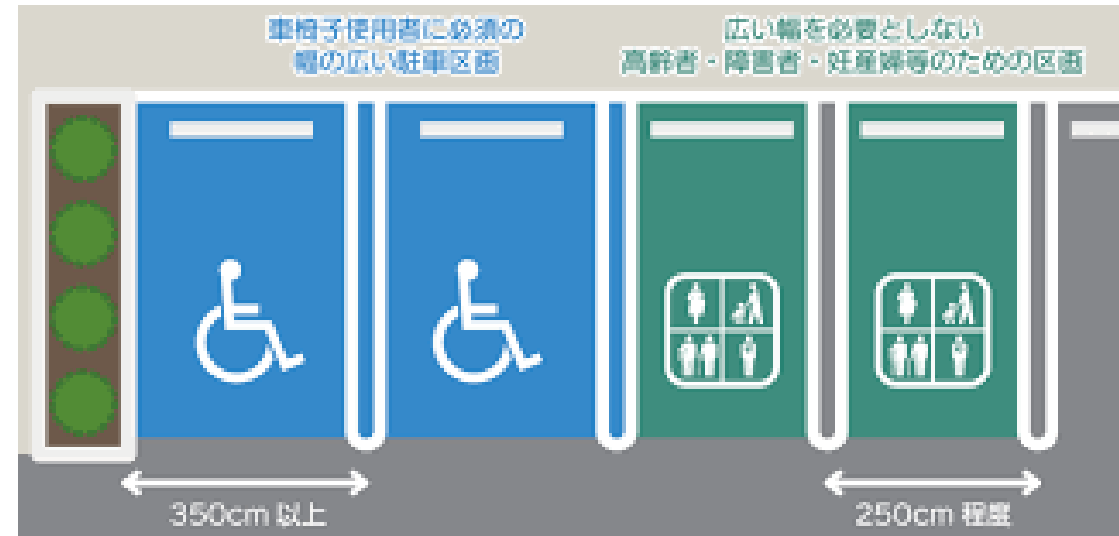 車椅子使用者に必須の
幅の広い駐車区画
広い幅を必要としない
高齢者・障害者・妊産婦等のための区画
350cm 以上
250cm 程度